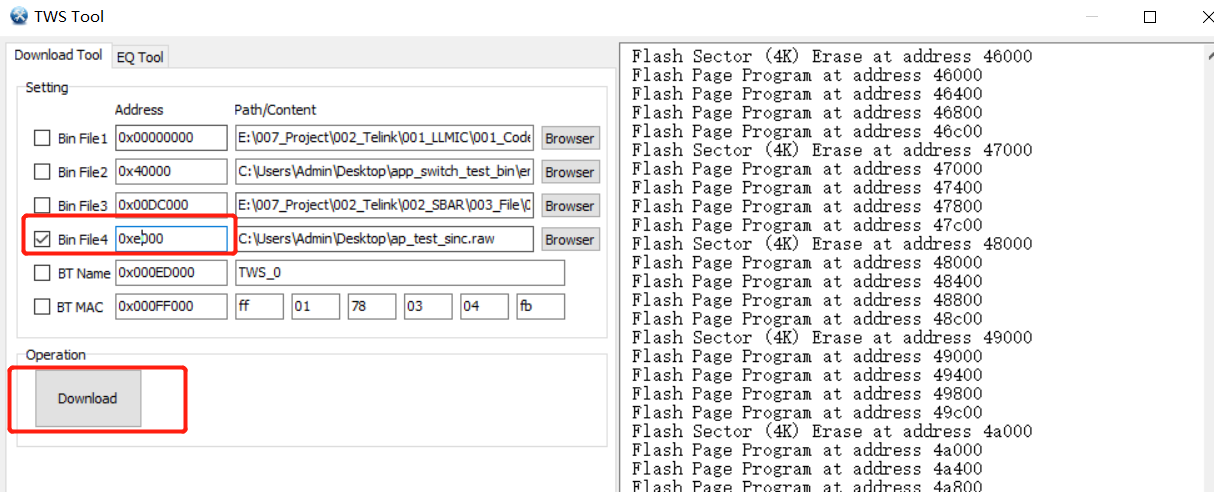 TWS Tool
Download Tool EQ Tool
Setting
Address Path/Content
Bin File1 0x00000000 E:\007_Project\002_Telink\001_LLMIC\001_Code Browser
Bin File2 0x40000 C:\Users\Admin\Desktop\app_switch_test_bin\er Browser
Bin File3 0x00DC000 E:\007_Project\002_Telink\002_SBAR\003_File\0 Browser
Bin File4 0xe000 C:\Users\Admin\Desktop\ap_test_sinc.raw Browser
BT Name 0x000ED000 TWS_0
BT MAC 0x000FF000 ff 01 78 03 04 fb
Operation
Download
Flash Sector (4K) Erase at address 46000
Flash Page Program at address 46000
Flash Page Program at address 46400
Flash Page Program at address 46800
Flash Page Program at address 46c00
Flash Sector (4K) Erase at address 47000
Flash Page Program at address 47000
Flash Page Program at address 47400
Flash Page Program at address 47800
Flash Page Program at address 47c00
Flash Sector (4K) Erase at address 48000
Flash Page Program at address 48000
Flash Page Program at address 48400
Flash Page Program at address 48800
Flash Page Program at address 48c00
Flash Sector (4K) Erase at address 49000
Flash Page Program at address 49000
Flash Page Program at address 49400
Flash Page Program at address 49800
Flash Page Program at address 49c00
Flash Sector (4K) Erase at address 4a000
Flash Page Program at address 4a000
Flash Page Program at address 4a400
Flash Page Program at address 4a800